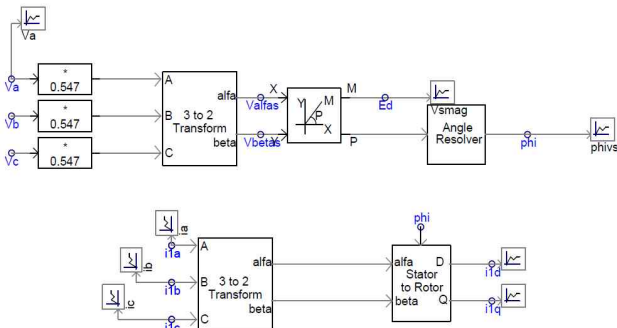 Va
Va
*
0.547
Vb
*
0.547
Vc
*
0.547
A
B
C
3 to 2
Transform
alfa
beta
Valfas
Vbetas
X
Y
Y
M
P
X
M
P
Ed
Vsmag
Angle
Resolver
phi
phivs
ia
i1a
ib
i1b
ic
i1c
A
B
C
3 to 2
Transform
alfa
beta
phi
alfa
beta
Stator
to Rotor
D
Q
i1d
i1q